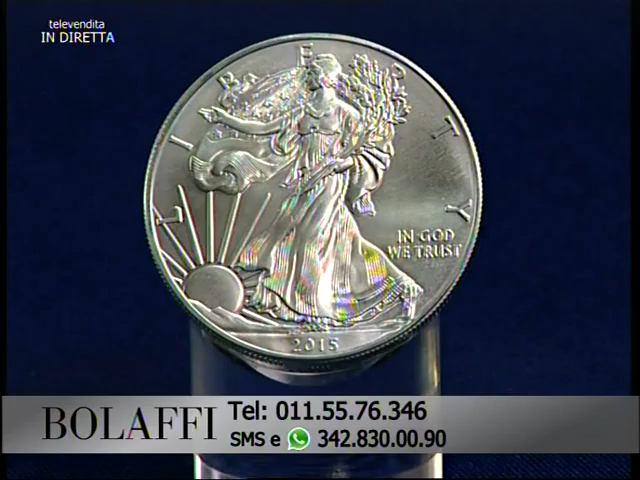 televendita
IN DIRETTA
LIBERTY
IN GOD
WE TRUST
2015
BOLAFFI
Tel: 011.55.76.346
SMS e 342.830.00.90